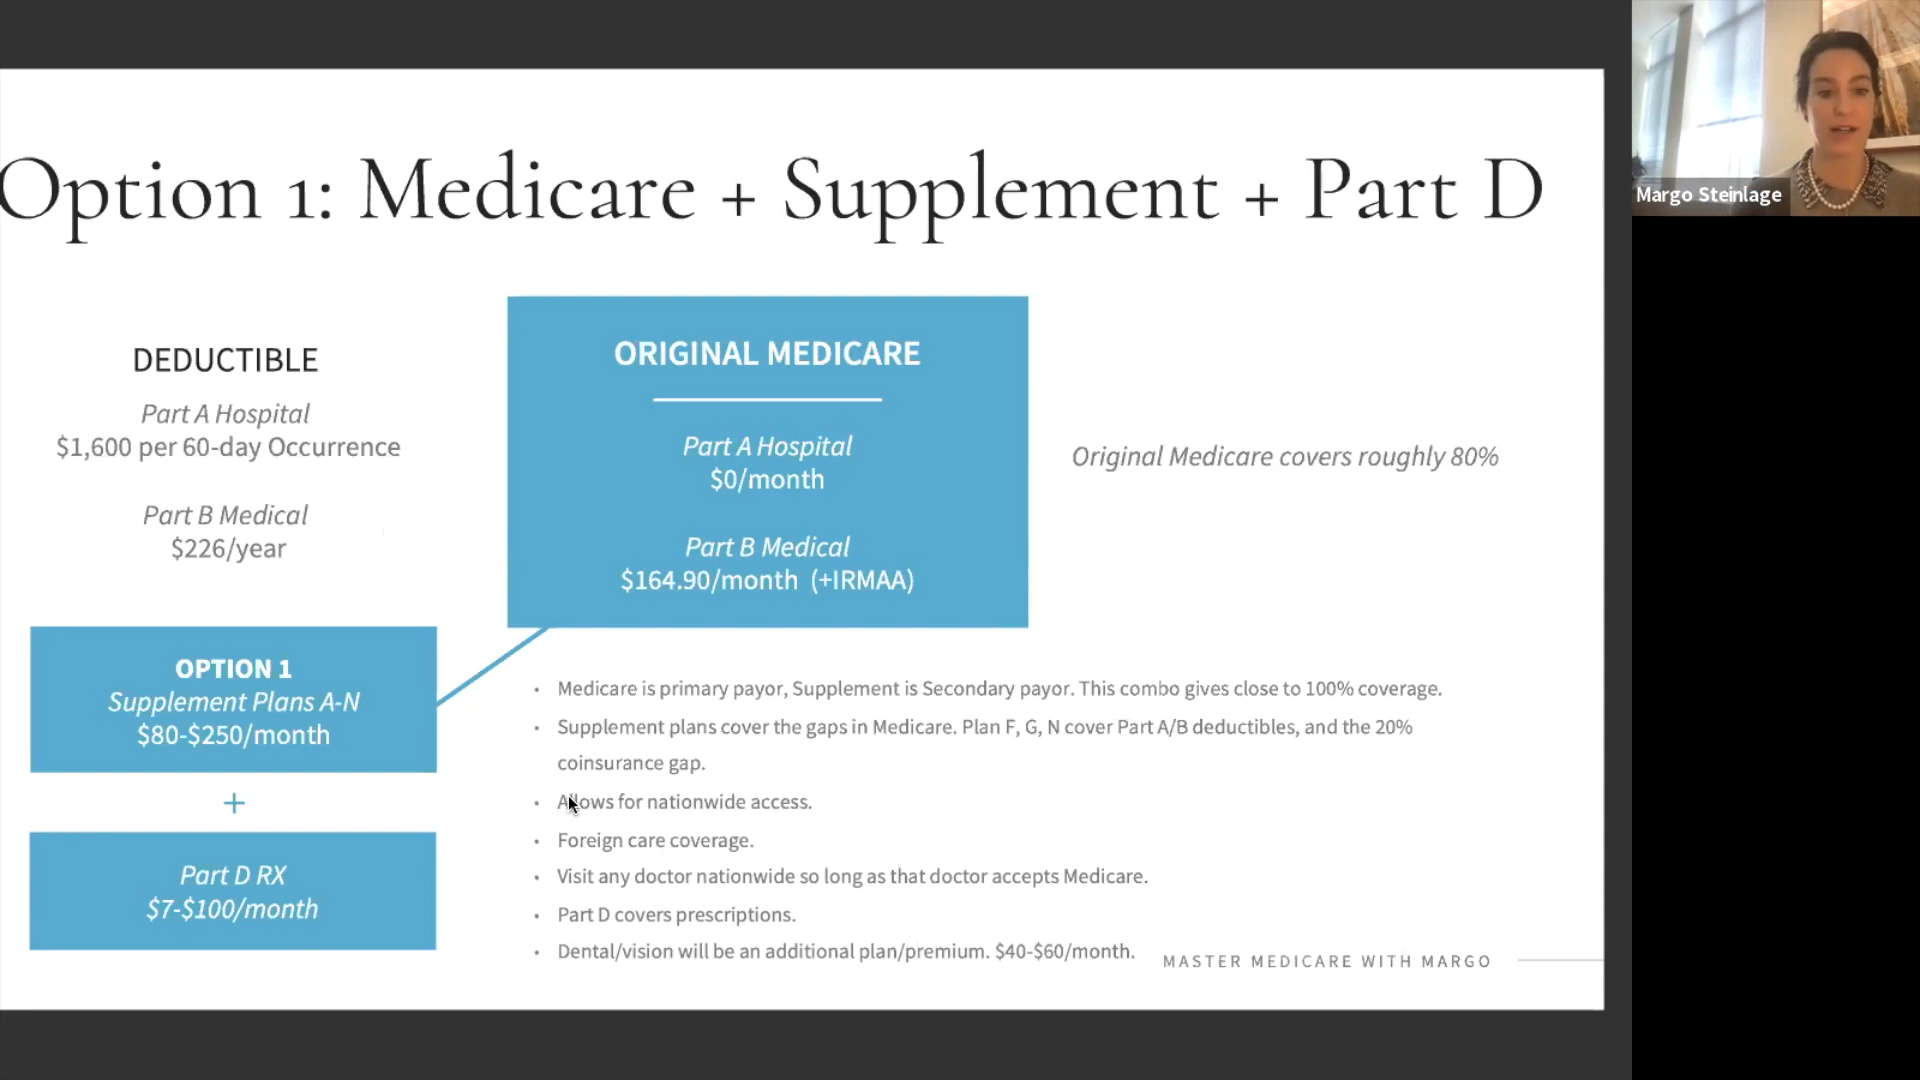 Option 1: Medicare + Supplement + Part D
Margo Steinlage
DEDUCTIBLE
Part A Hospital
$1,600 per 60-day Occurrence
Part B Medical
$226/year
ORIGINAL MEDICARE
Part A Hospital
$0/month
Part B Medical
$164.90/month (+IRMAA)
Original Medicare covers roughly 80%
OPTION 1
Supplement Plans A-N
$80-$250/month
+
Part D RX
$7-$100/month
• Medicare is primary payor, Supplement is Secondary payor. This combo gives close to 100% coverage.
• Supplement plans cover the gaps in Medicare. Plan F, G, N cover Part A/B deductibles, and the 20%
coinsurance gap.
• Allows for nationwide access.
• Foreign care coverage.
• Visit any doctor nationwide so long as that doctor accepts Medicare.
• Part D covers prescriptions.
• Dental/vision will be an additional plan/premium. $40-$60/month.
MASTER MEDICARE WITH MARGO